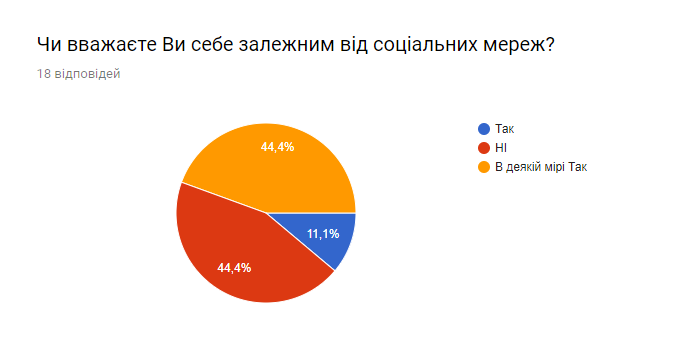 Чи вважаєте Ви себе залежним від соціальних мереж?
18 відповідей
44,4%
11,1%
44,4%
Так
НІ
В деякій мірі Так